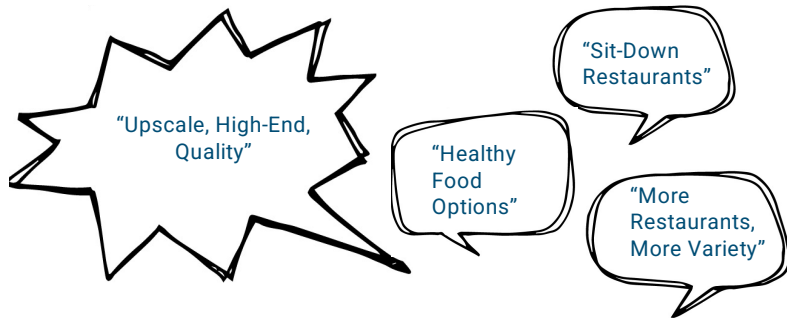 “Upscale, High-End,
Quality”
“Healthy
Food
Options”
“Sit-Down
Restaurants”
“More
Restaurants,
More Variety”